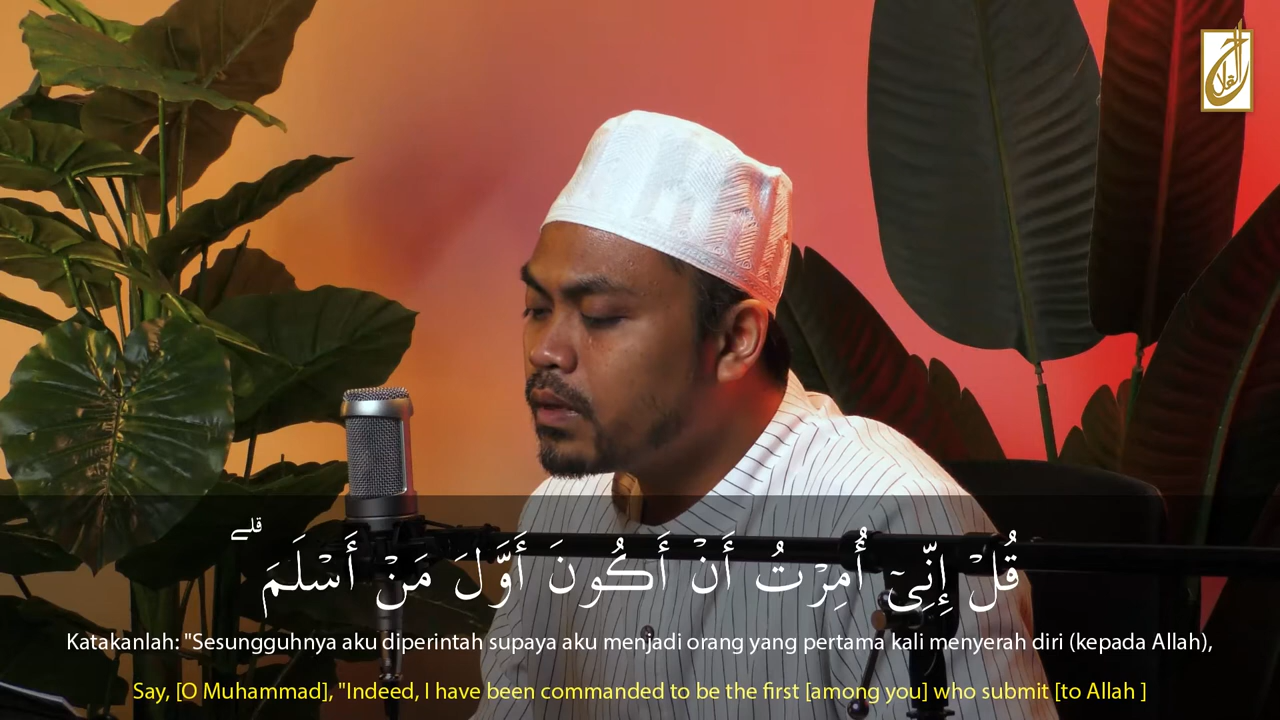 قُلْ إِنِّىٓ أُمِرْتُ أَنْ أَكُونَ أَوَّلَ مَنْ أَسْلَمَ ۖ
Katakanlah: "Sesungguhnya aku diperintah supaya aku menjadi orang yang pertama kali menyerah diri (kepada Allah),
Say, [O Muhammad], "Indeed, I have been commanded to be the first [among you] who submit [to Allah ]